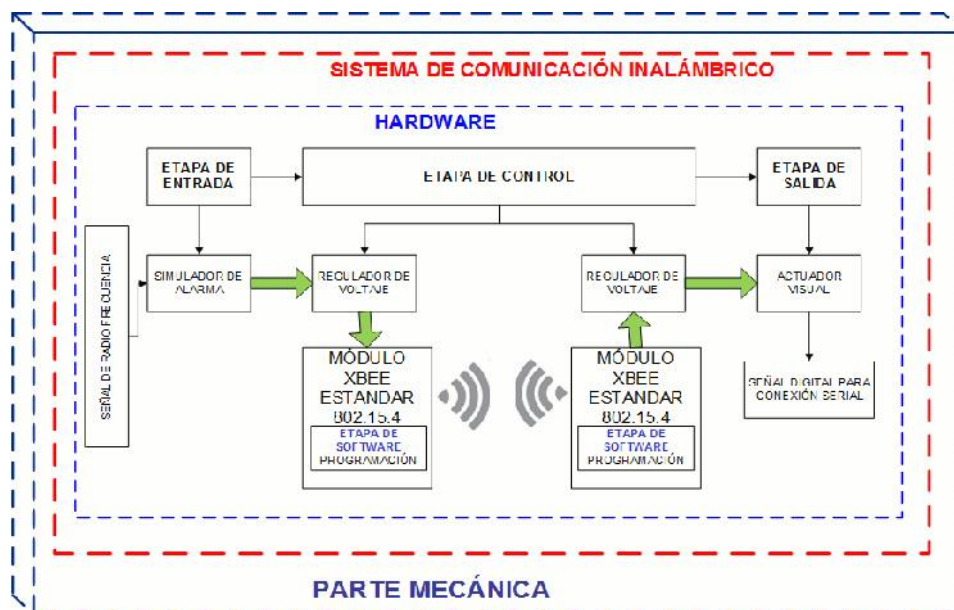 SISTEMA DE COMUNICACIÓN INALÁMBRICO
HARDWARE
ETAPA DE
ENTRADA
ETAPA DE CONTROL
ETAPA DE
SALIDA
SEÑAL DE RADIO FRECUENCIA
SIMULADOR DE
ALARMA
REGULADOR DE
VOLTAJE
REGULADOR DE
VOLTAJE
ACTUADOR
VISUAL
MÓDULO
XBEE
ESTANDAR
802.15.4
ETAPA DE
SOFTWARE
PROGRAMACIÓN
MÓDULO
XBEE
ESTANDAR
802.15.4
ETAPA DE
SOFTWARE
PROGRAMACIÓN
SEÑAL DIGITAL PARA
CONEXIÓN SERIAL
PARTE MECÁNICA